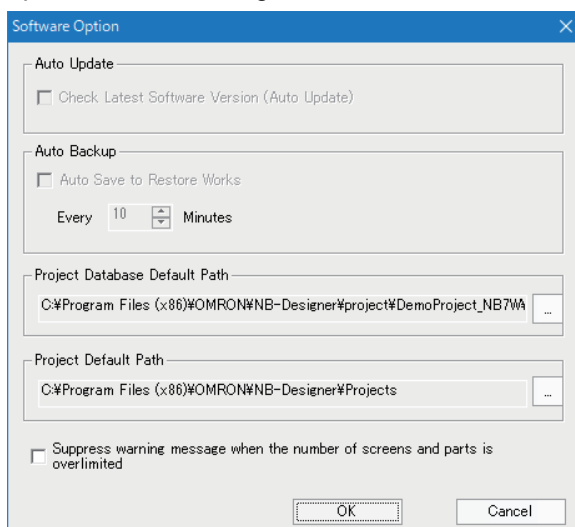 Software Option
Auto Update
Check Latest Software Version (Auto Update)
Auto Backup
Auto Save to Restore Works
Every 10 Minutes
Project Database Default Path
C:¥Program Files (x86)¥OMRON¥NB-Designer¥project¥DemoProject_NB7WA
...
Project Default Path
C:¥Program Files (x86)¥OMRON¥NB-Designer¥Projects
...
Suppress warning message when the number of screens and parts is
overlimited
OK Cancel